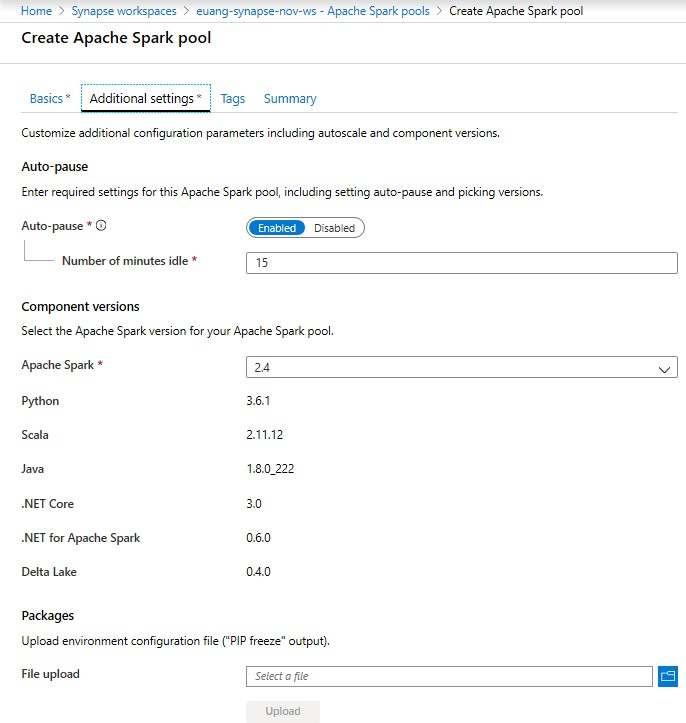 Home > Synapse workspaces > euang-synapse-nov-ws - Apache Spark pools > Create Apache Spark pool
Create Apache Spark pool
Basics * Additional settings * Tags Summary
Customize additional configuration parameters including autoscale and component versions.
Auto-pause
Enter required settings for this Apache Spark pool, including setting auto-pause and picking versions.
Auto-pause * Enabled Disabled
Number of minutes idle * 15
Component versions
Select the Apache Spark version for your Apache Spark pool.
Apache Spark * 2.4
Python 3.6.1
Scala 2.11.12
Java 1.8.0_222
.NET Core 3.0
.NET for Apache Spark 0.6.0
Delta Lake 0.4.0
Packages
Upload environment configuration file ("PIP freeze" output).
File upload Select a file
Upload